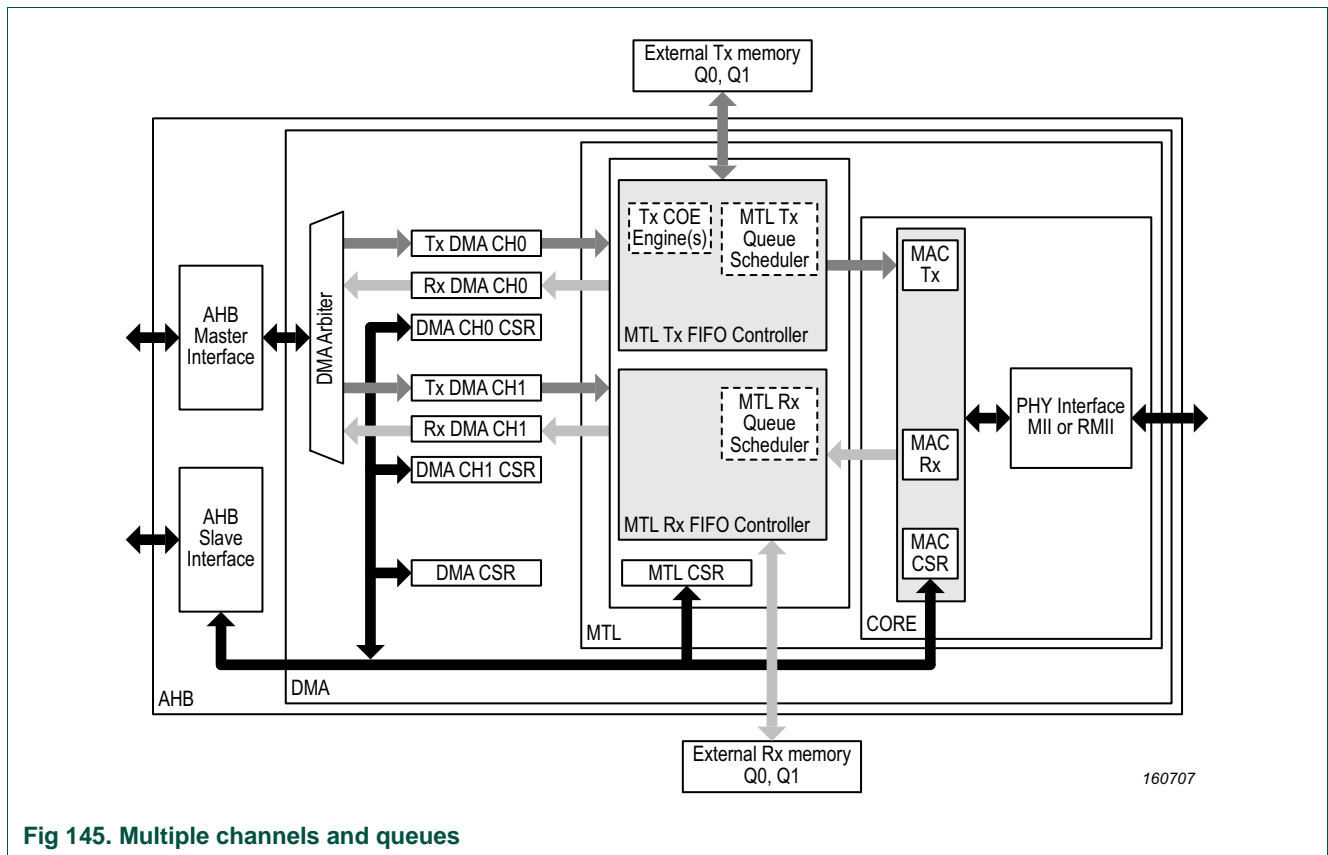 External Tx memory
Q0, Q1
AHB
Master
Interface
DMA Arbiter
Tx DMA CH0
Rx DMA CH0
DMA CH0 CSR
Tx DMA CH1
Rx DMA CH1
DMA CH1 CSR
DMA CSR
Tx COE
Engine(s)
MTL Tx
Queue
Scheduler
MTL Tx FIFO Controller
MTL Rx
Queue
Scheduler
MTL Rx FIFO Controller
MTL CSR
MAC
Tx
MAC
Rx
MAC
CSR
PHY Interface
MII or RMII
AHB
Slave
Interface
CORE
MTL
DMA
AHB
External Rx memory
Q0, Q1
160707
Fig 145. Multiple channels and queues